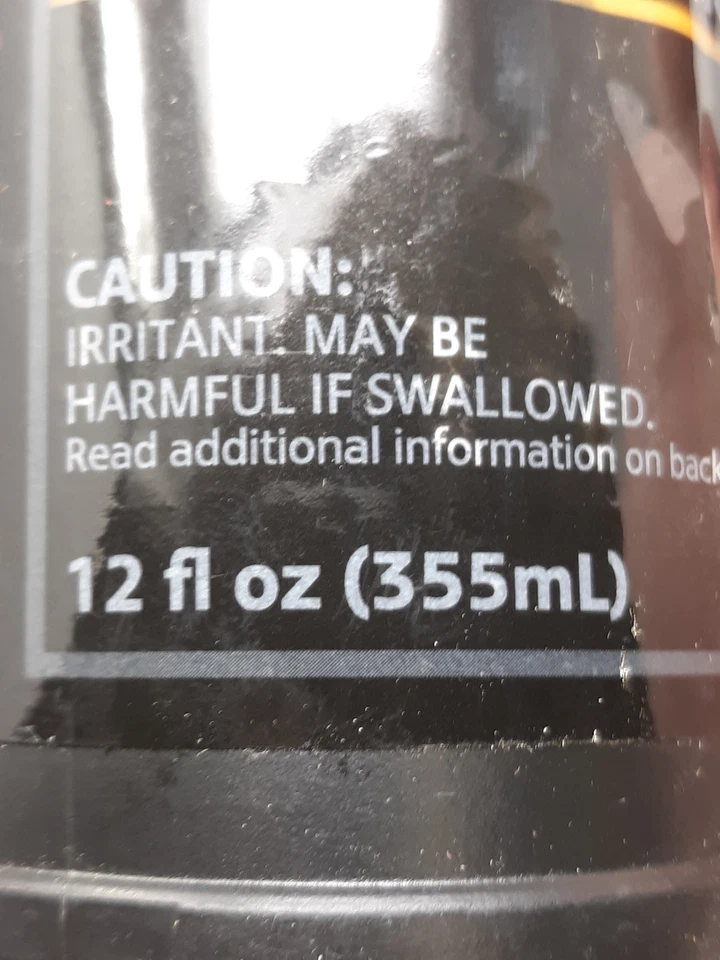 CAUTION:
IRRITANT. MAY BE
HARMFUL IF SWALLOWED.
Read additional information on back
12 fl oz (355mL)